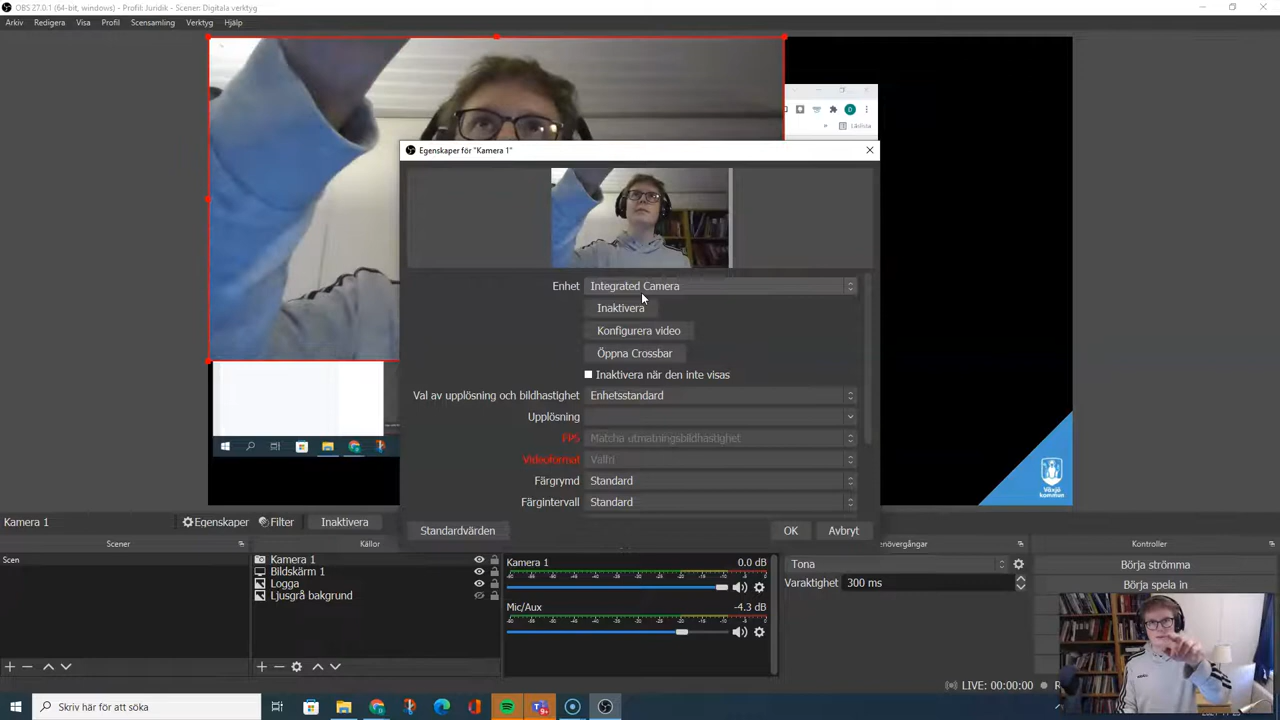 OBS 27.0.1 (64-bit, windows) - Profil: Juridik - Scener: Digitala verktyg
Arkiv Redigera Visa Profil Scensamling Verktyg Hjälp
D
Länlista
Egenskaper för "Kamera 1"
Enhet Integrated Camera
Inaktivera
Konfigurera video
Öppna Crossbar
Inaktivera när den inte visas
Val av upplösning och bildhastighet Enhetsstandard
Upplösning
FPS Matcha utmatningsbildhastighet
Videoformat Valfri
Färgrymd Standard
Färgintervall Standard
Standardvärden OK Avbryt
Växjö
kommun
Kamera 1 Egenskaper Filter Inaktivera
Scener Källor növergångar Kontroller
Scen
Kamera 1
Bildskärm 1
Logga
Ljusgrå bakgrund
Kamera 1 0.0 dB
Mic/Aux -4.3 dB
Tona
Varaktighet 300 ms
Börja strömma
Börja spela in
LIVE: 00:00:00
Skriv här för att söka